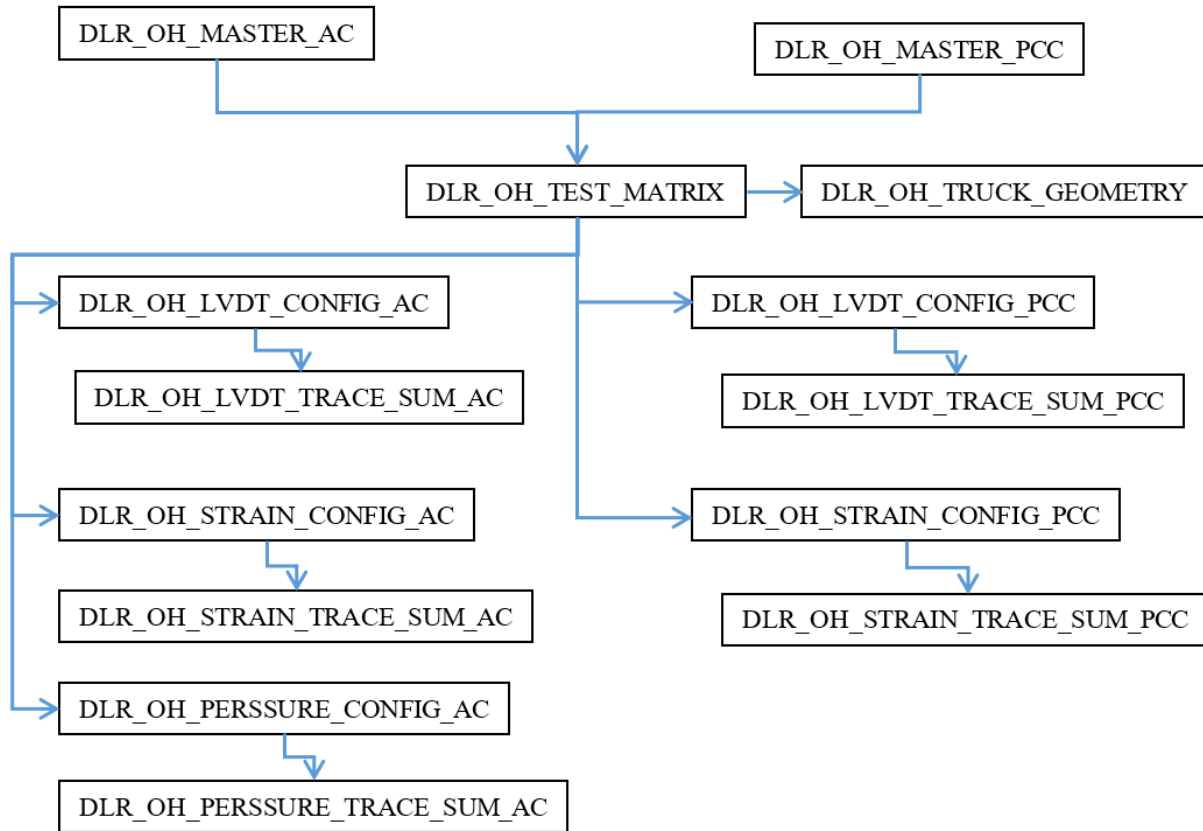 DLR_OH_MASTER_AC
DLR_OH_MASTER_PCC
DLR_OH_TEST_MATRIX
DLR_OH_TRUCK_GEOMETRY
DLR_OH_LVDT_CONFIG_AC
DLR_OH_LVDT_CONFIG_PCC
DLR_OH_LVDT_TRACE_SUM_AC
DLR_OH_LVDT_TRACE_SUM_PCC
DLR_OH_STRAIN_CONFIG_AC
DLR_OH_STRAIN_CONFIG_PCC
DLR_OH_STRAIN_TRACE_SUM_AC
DLR_OH_STRAIN_TRACE_SUM_PCC
DLR_OH_PERSSURE_CONFIG_AC
DLR_OH_PERSSURE_TRACE_SUM_AC